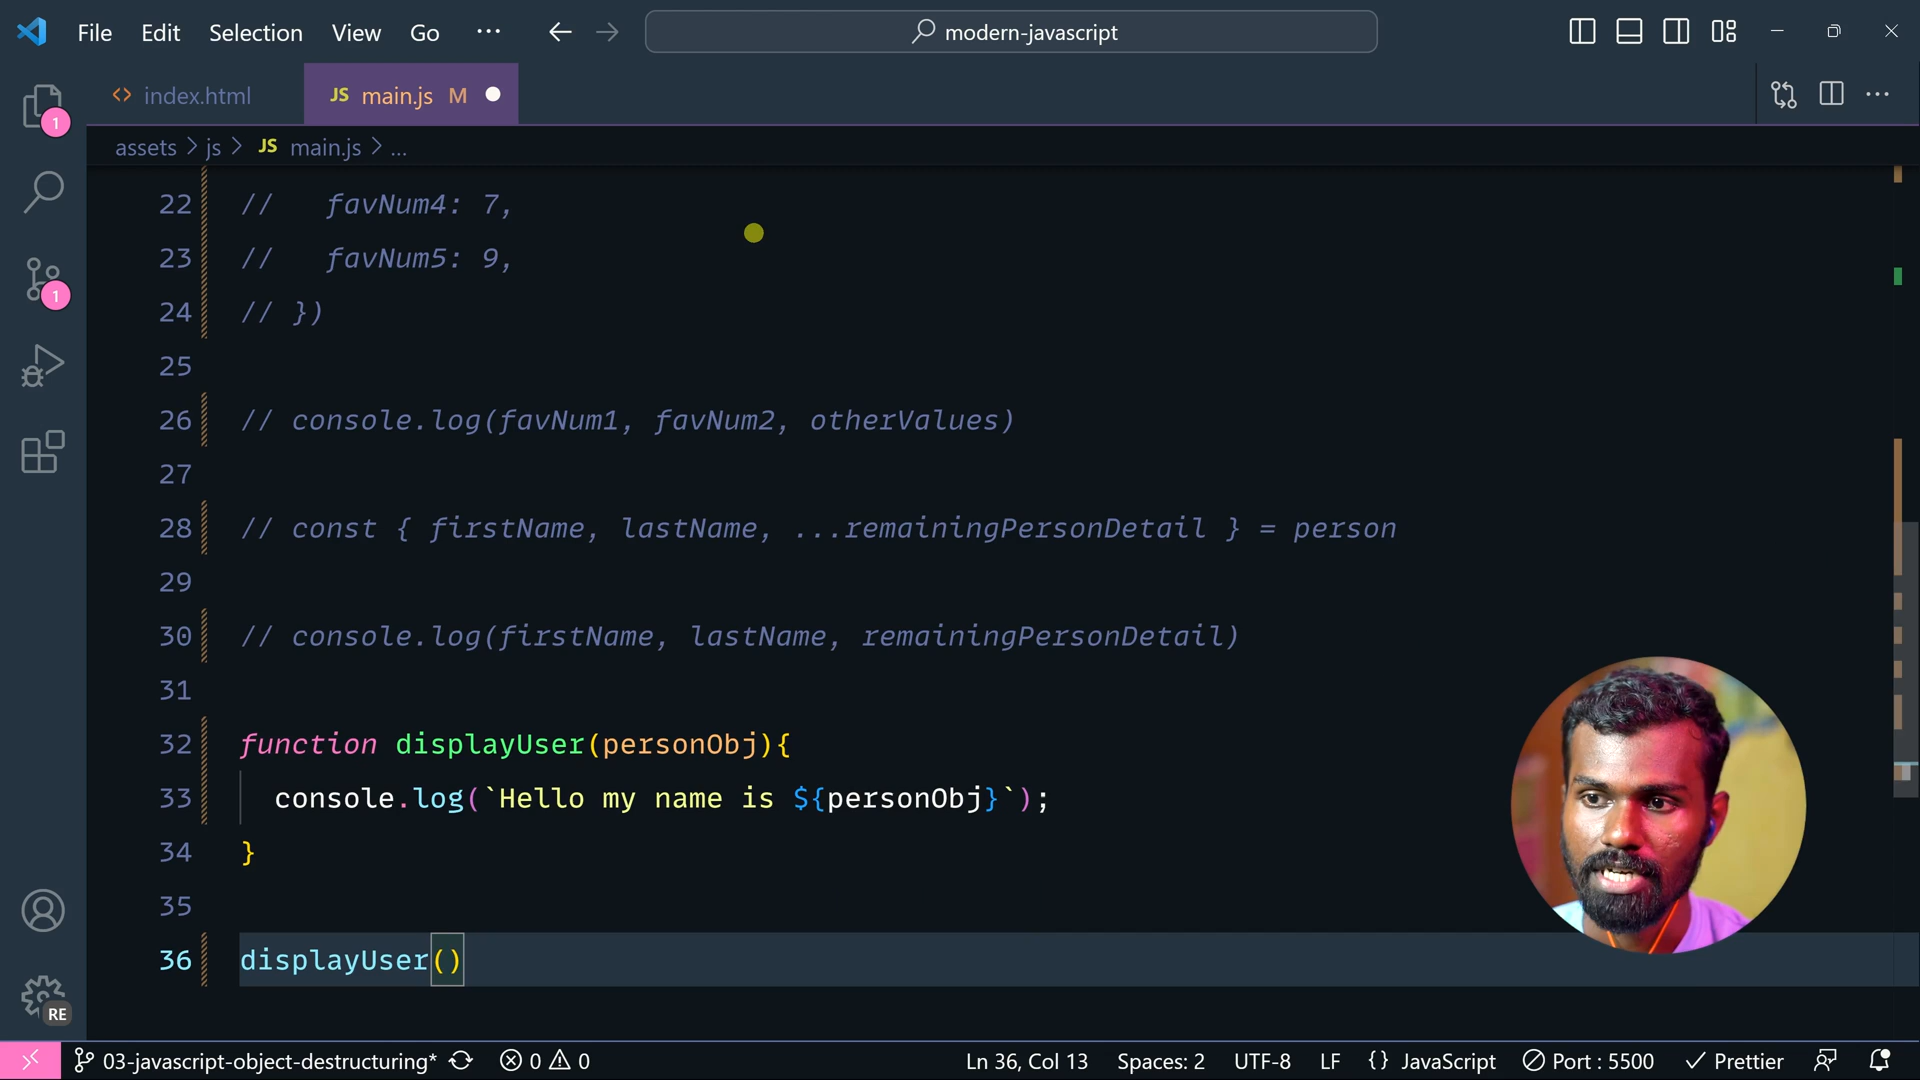 File Edit Selection View Go ··· modern-javascript
index.html JS main.js M
1
assets > js > JS main.js > ...
22 //   favNum4: 7,
23 //   favNum5: 9,
24 // })
25
26 // console.log(favNum1, favNum2, otherValues)
27
1
28 // const { firstName, lastName, ...remainingPersonDetail } = person
29
30 // console.log(firstName, lastName, remainingPersonDetail)
31
32 function displayUser(personObj){
33   console.log(`Hello my name is ${personObj}`);
34 }
35
36 displayUser()
RE
03-javascript-object-destructuring* 0 0 Ln 36, Col 13 Spaces: 2 UTF-8 LF {} JavaScript Port : 5500 Prettier